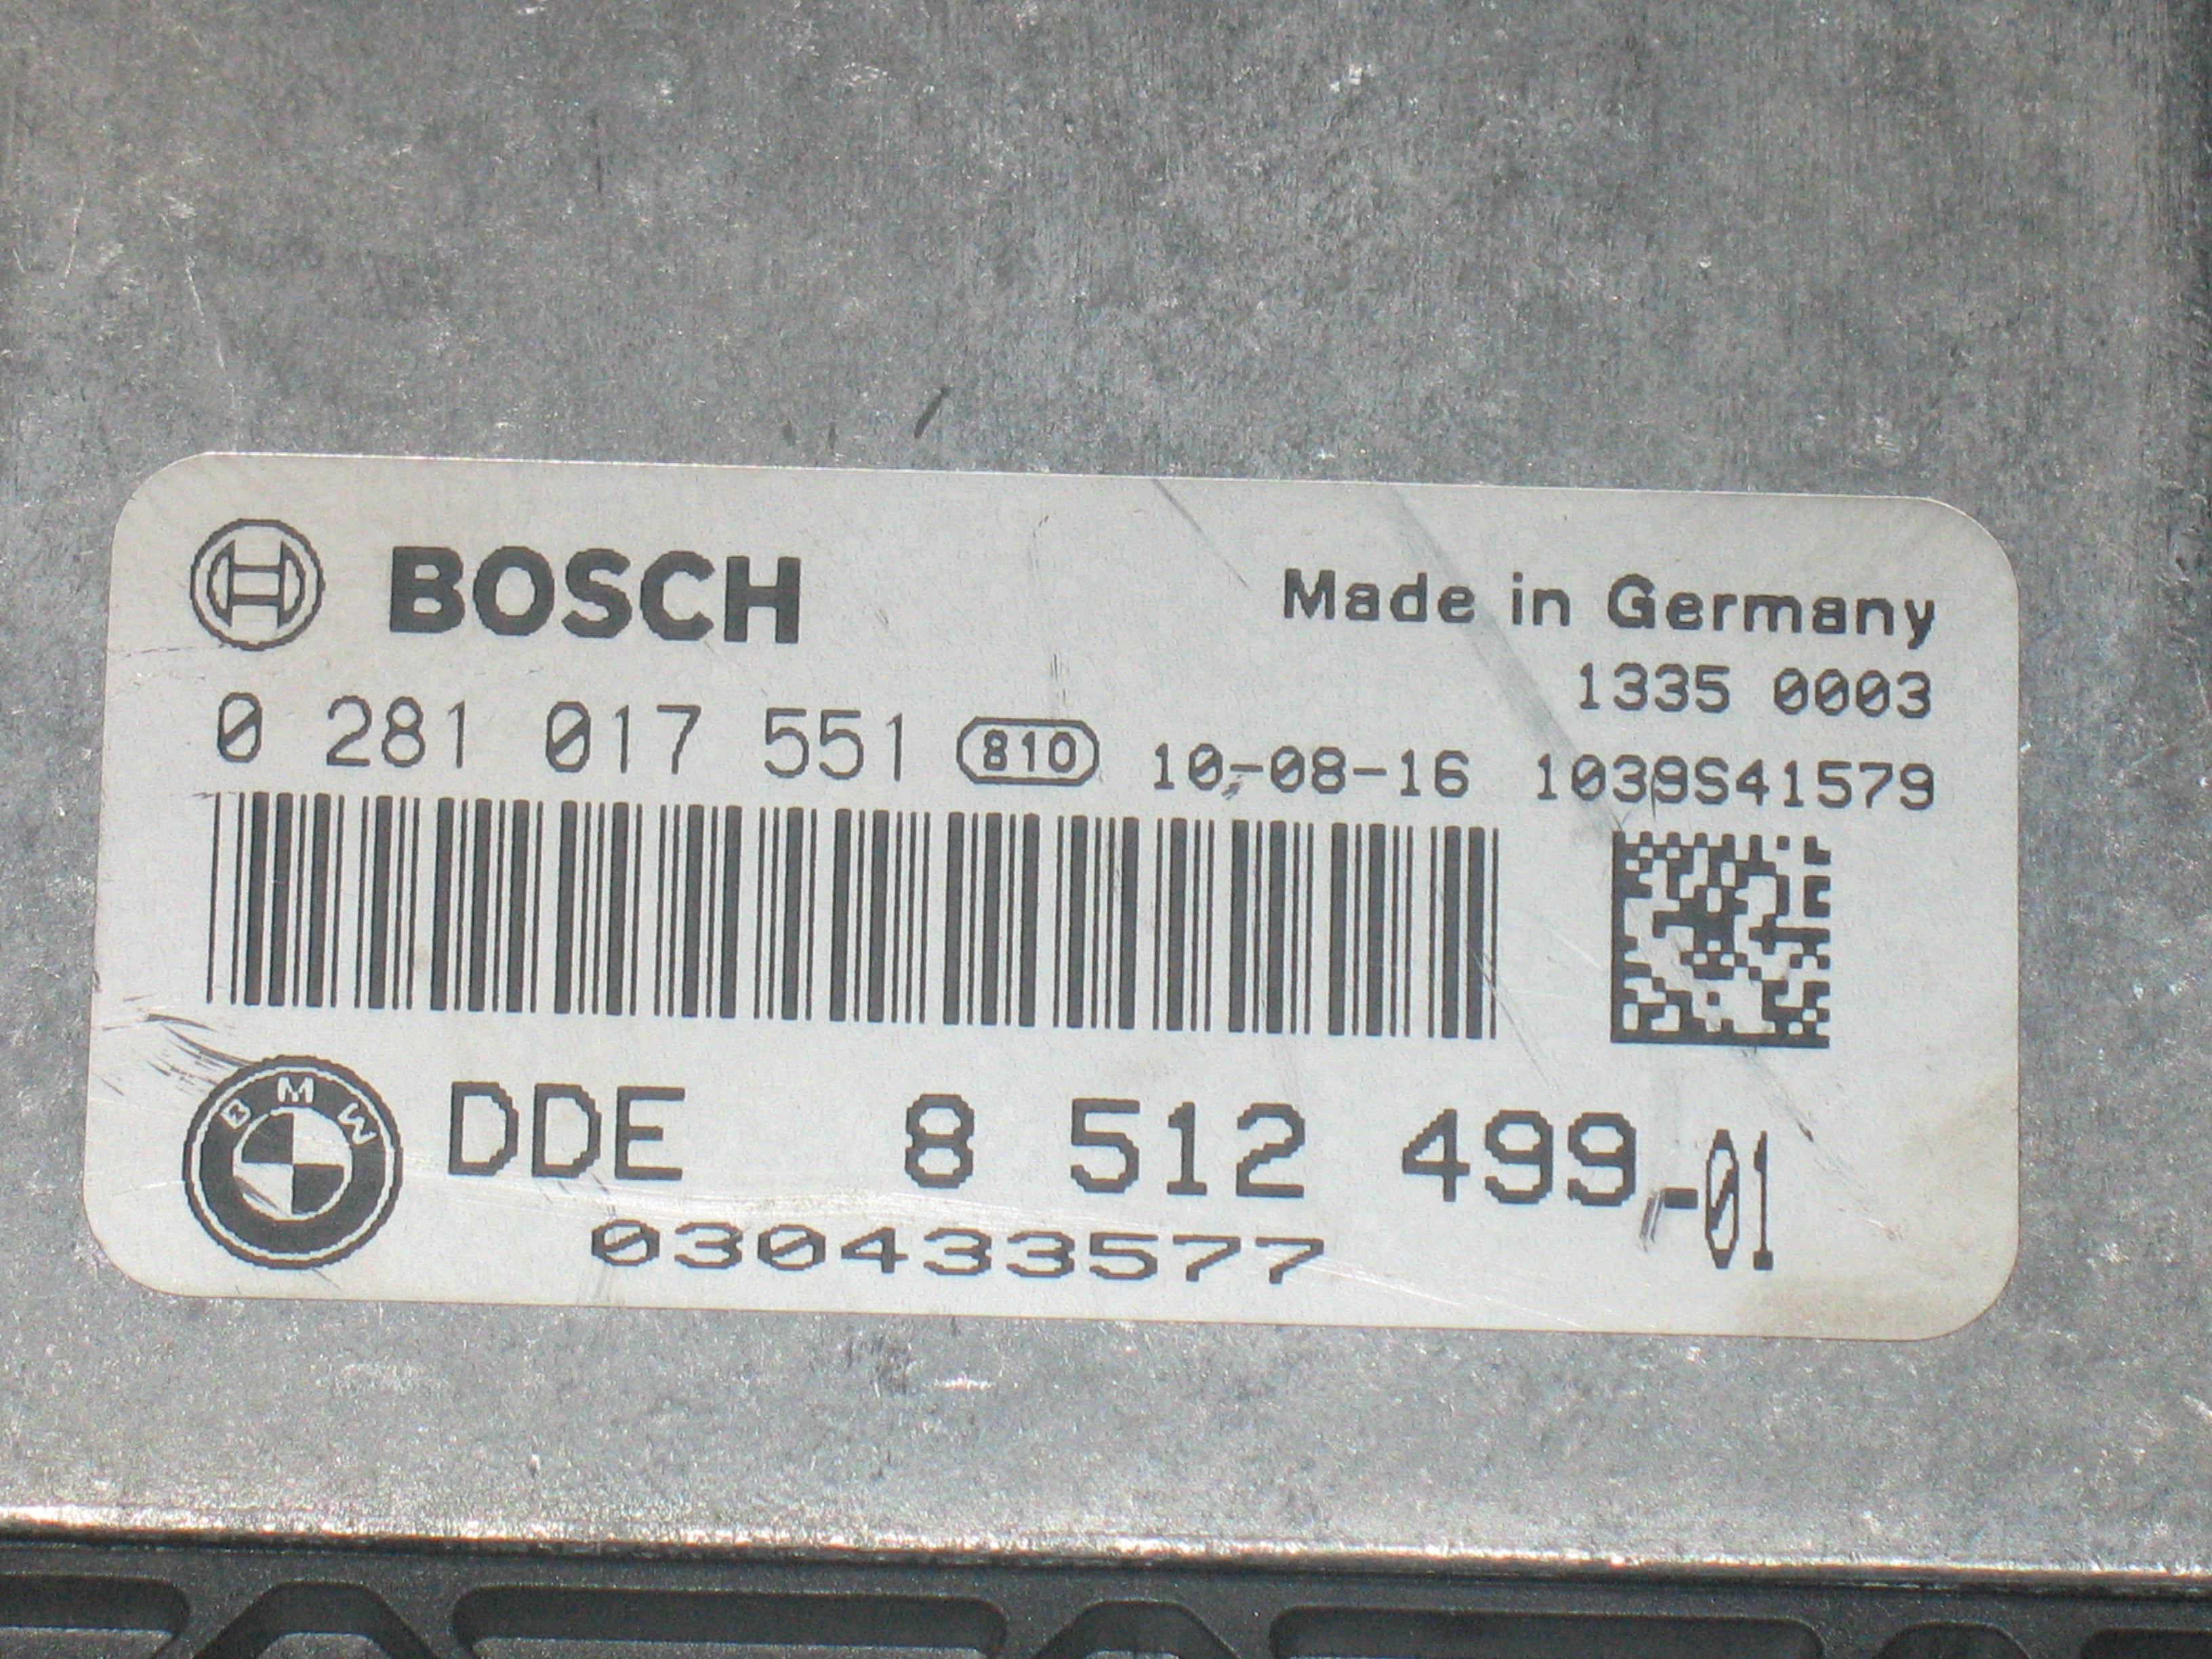 BOSCH
Made in Germany
1335 0003
0 281 017 551 810 10-08-16 1039S41579
BMW
DDE 8 512 499-01
030433577